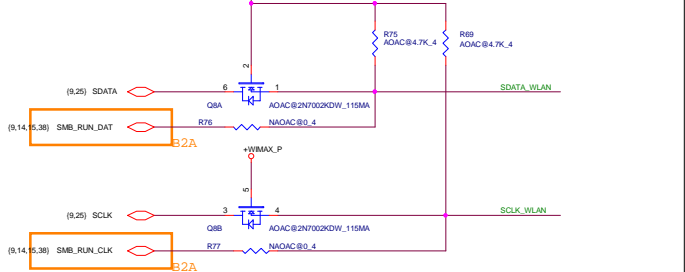 R75
AOAC@4.7K_4
R69
AOAC@4.7K_4
2
(9,25) SDATA
6
1
SDATA_WLAN
Q8A
AOAC@2N7002KDW_115MA
(9,14,15,38) SMB_RUN_DAT
R76
NAOAC@0_4
B2A
+WIMAX_P
5
(9,25) SCLK
3
4
SCLK_WLAN
Q8B
AOAC@2N7002KDW_115MA
(9,14,15,38) SMB_RUN_CLK
R77
NAOAC@0_4
B2A